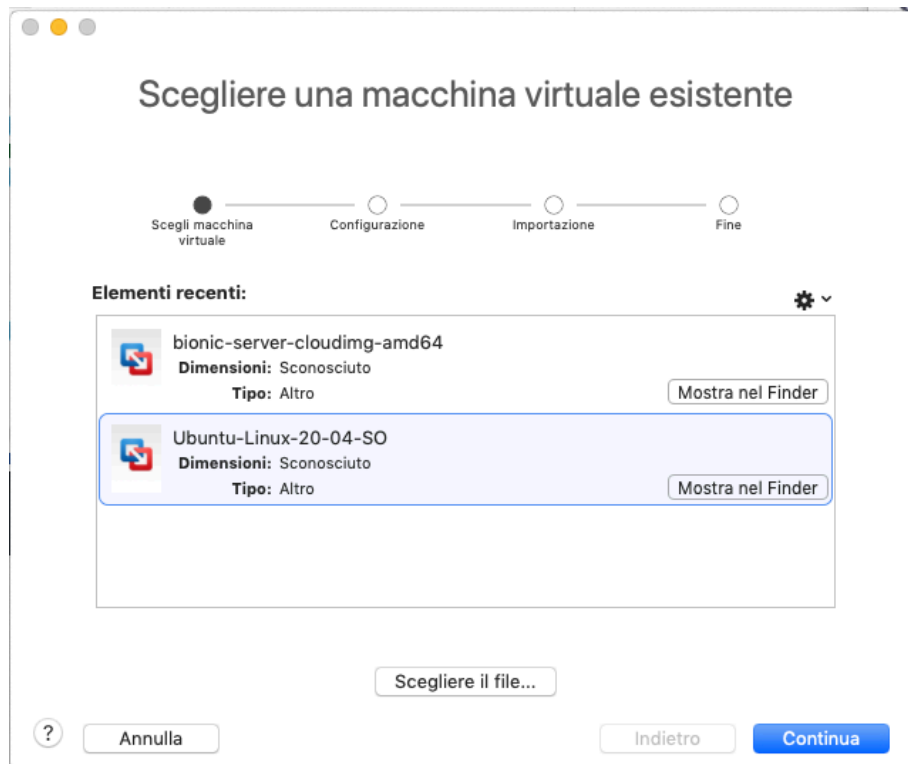 Scegliere una macchina virtuale esistente
Scegli macchina
virtuale
Configurazione
Importazione
Fine
Elementi recenti:
bionic-server-cloudimg-amd64
Dimensioni: Sconosciuto
Tipo: Altro
Mostra nel Finder
Ubuntu-Linux-20-04-SO
Dimensioni: Sconosciuto
Tipo: Altro
Mostra nel Finder
Scegliere il file...
?
Annulla
Indietro
Continua